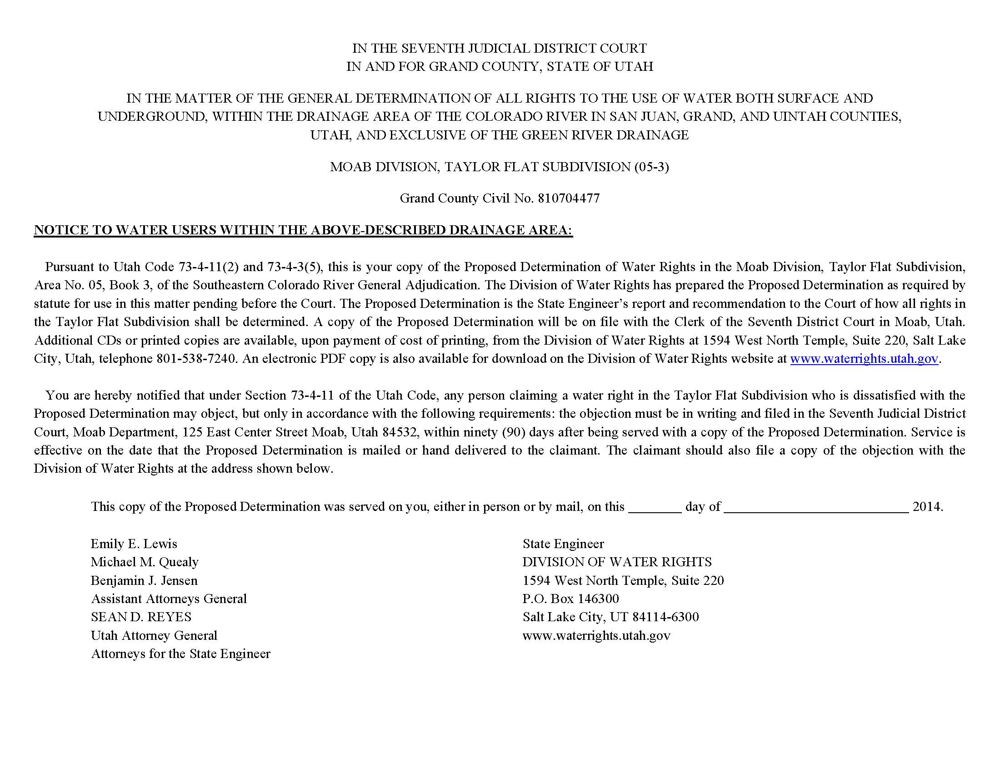 IN THE SEVENTH JUDICIAL DISTRICT COURT
IN AND FOR GRAND COUNTY, STATE OF UTAH
IN THE MATTER OF THE GENERAL DETERMINATION OF ALL RIGHTS TO THE USE OF WATER BOTH SURFACE AND
UNDERGROUND, WITHIN THE DRAINAGE AREA OF THE COLORADO RIVER IN SAN JUAN, GRAND, AND UINTAH COUNTIES,
UTAH, AND EXCLUSIVE OF THE GREEN RIVER DRAINAGE
MOAB DIVISION, TAYLOR FLAT SUBDIVISION (05-3)
Grand County Civil No. 810704477
NOTICE TO WATER USERS WITHIN THE ABOVE-DESCRIBED DRAINAGE AREA:
Pursuant to Utah Code 73-4-11(2) and 73-4-3(5), this is your copy of the Proposed Determination of Water Rights in the Moab Division, Taylor Flat Subdivision,
Area No. 05, Book 3, of the Southeastern Colorado River General Adjudication. The Division of Water Rights has prepared the Proposed Determination as required by
statute for use in this matter pending before the Court. The Proposed Determination is the State Engineer’s report and recommendation to the Court of how all rights in
the Taylor Flat Subdivision shall be determined. A copy of the Proposed Determination will be on file with the Clerk of the Seventh District Court in Moab, Utah.
Additional CDs or printed copies are available, upon payment of cost of printing, from the Division of Water Rights at 1594 West North Temple, Suite 220, Salt Lake
City, Utah, telephone 801-538-7240. An electronic PDF copy is also available for download on the Division of Water Rights website at www.waterrights.utah.gov.
You are hereby notified that under Section 73-4-11 of the Utah Code, any person claiming a water right in the Taylor Flat Subdivision who is dissatisfied with the
Proposed Determination may object, but only in accordance with the following requirements: the objection must be in writing and filed in the Seventh Judicial District
Court, Moab Department, 125 East Center Street Moab, Utah 84532, within ninety (90) days after being served with a copy of the Proposed Determination. Service is
effective on the date that the Proposed Determination is mailed or hand delivered to the claimant. The claimant should also file a copy of the objection with the
Division of Water Rights at the address shown below.
This copy of the Proposed Determination was served on you, either in person or by mail, on this ________ day of ____________________________ 2014.
Emily E. Lewis
Michael M. Quealy
Benjamin J. Jensen
Assistant Attorneys General
SEAN D. REYES
Utah Attorney General
Attorneys for the State Engineer
State Engineer
DIVISION OF WATER RIGHTS
1594 West North Temple, Suite 220
P.O. Box 146300
Salt Lake City, UT 84114-6300
www.waterrights.utah.gov